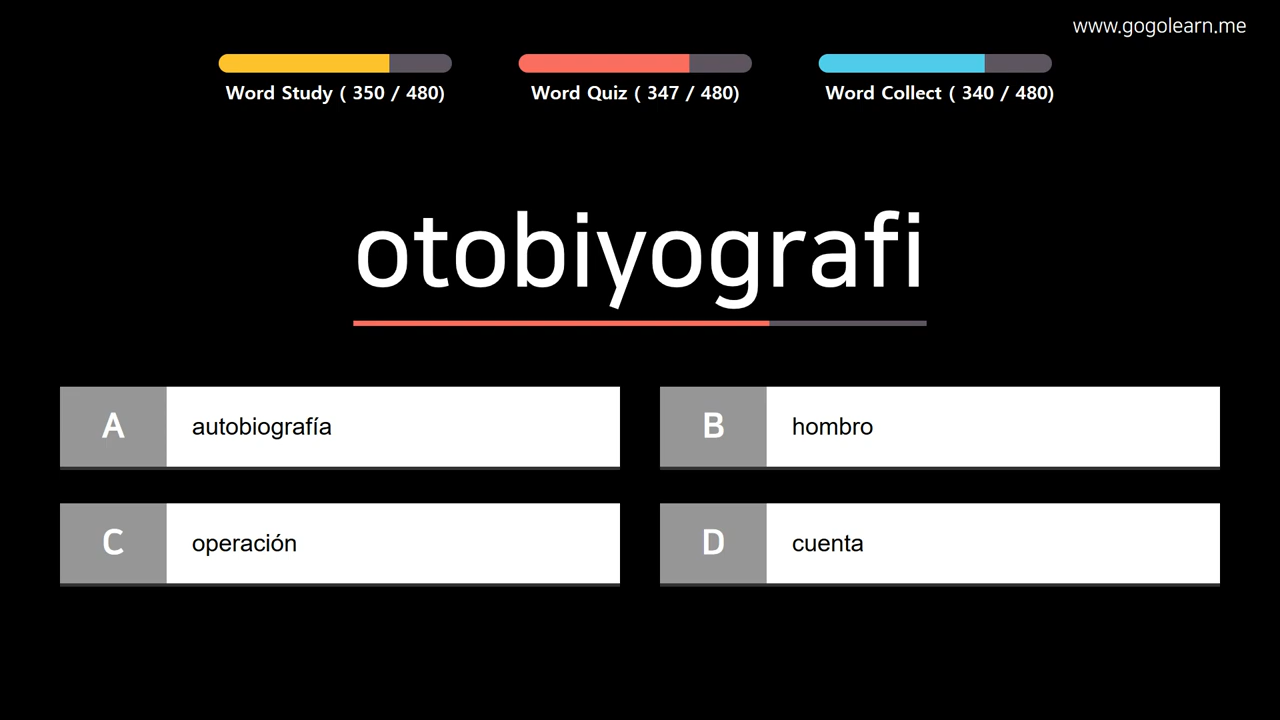 www.gogolearn.me
Word Study ( 350 / 480)
Word Quiz ( 347 / 480)
Word Collect ( 340 / 480)
otobiyografi
A autobiografía
B hombro
C operación
D cuenta